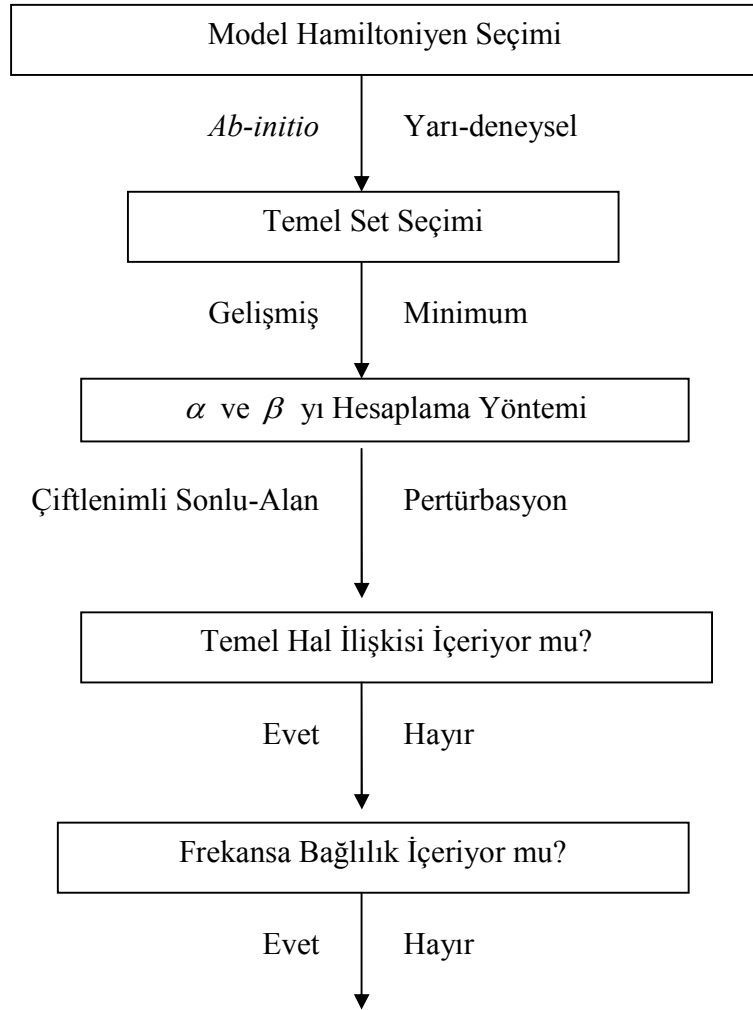 Model Hamiltoniyen Seçimi
Ab-initio Yarı-deneysel
Temel Set Seçimi
Gelişmiş Minimum
α ve β yı Hesaplama Yöntemi
Çiftlenimli Sonlu-Alan Pertürbasyon
Temel Hal İlişkisi İçeriyor mu?
Evet Hayır
Frekansa Bağlılık İçeriyor mu?
Evet Hayır